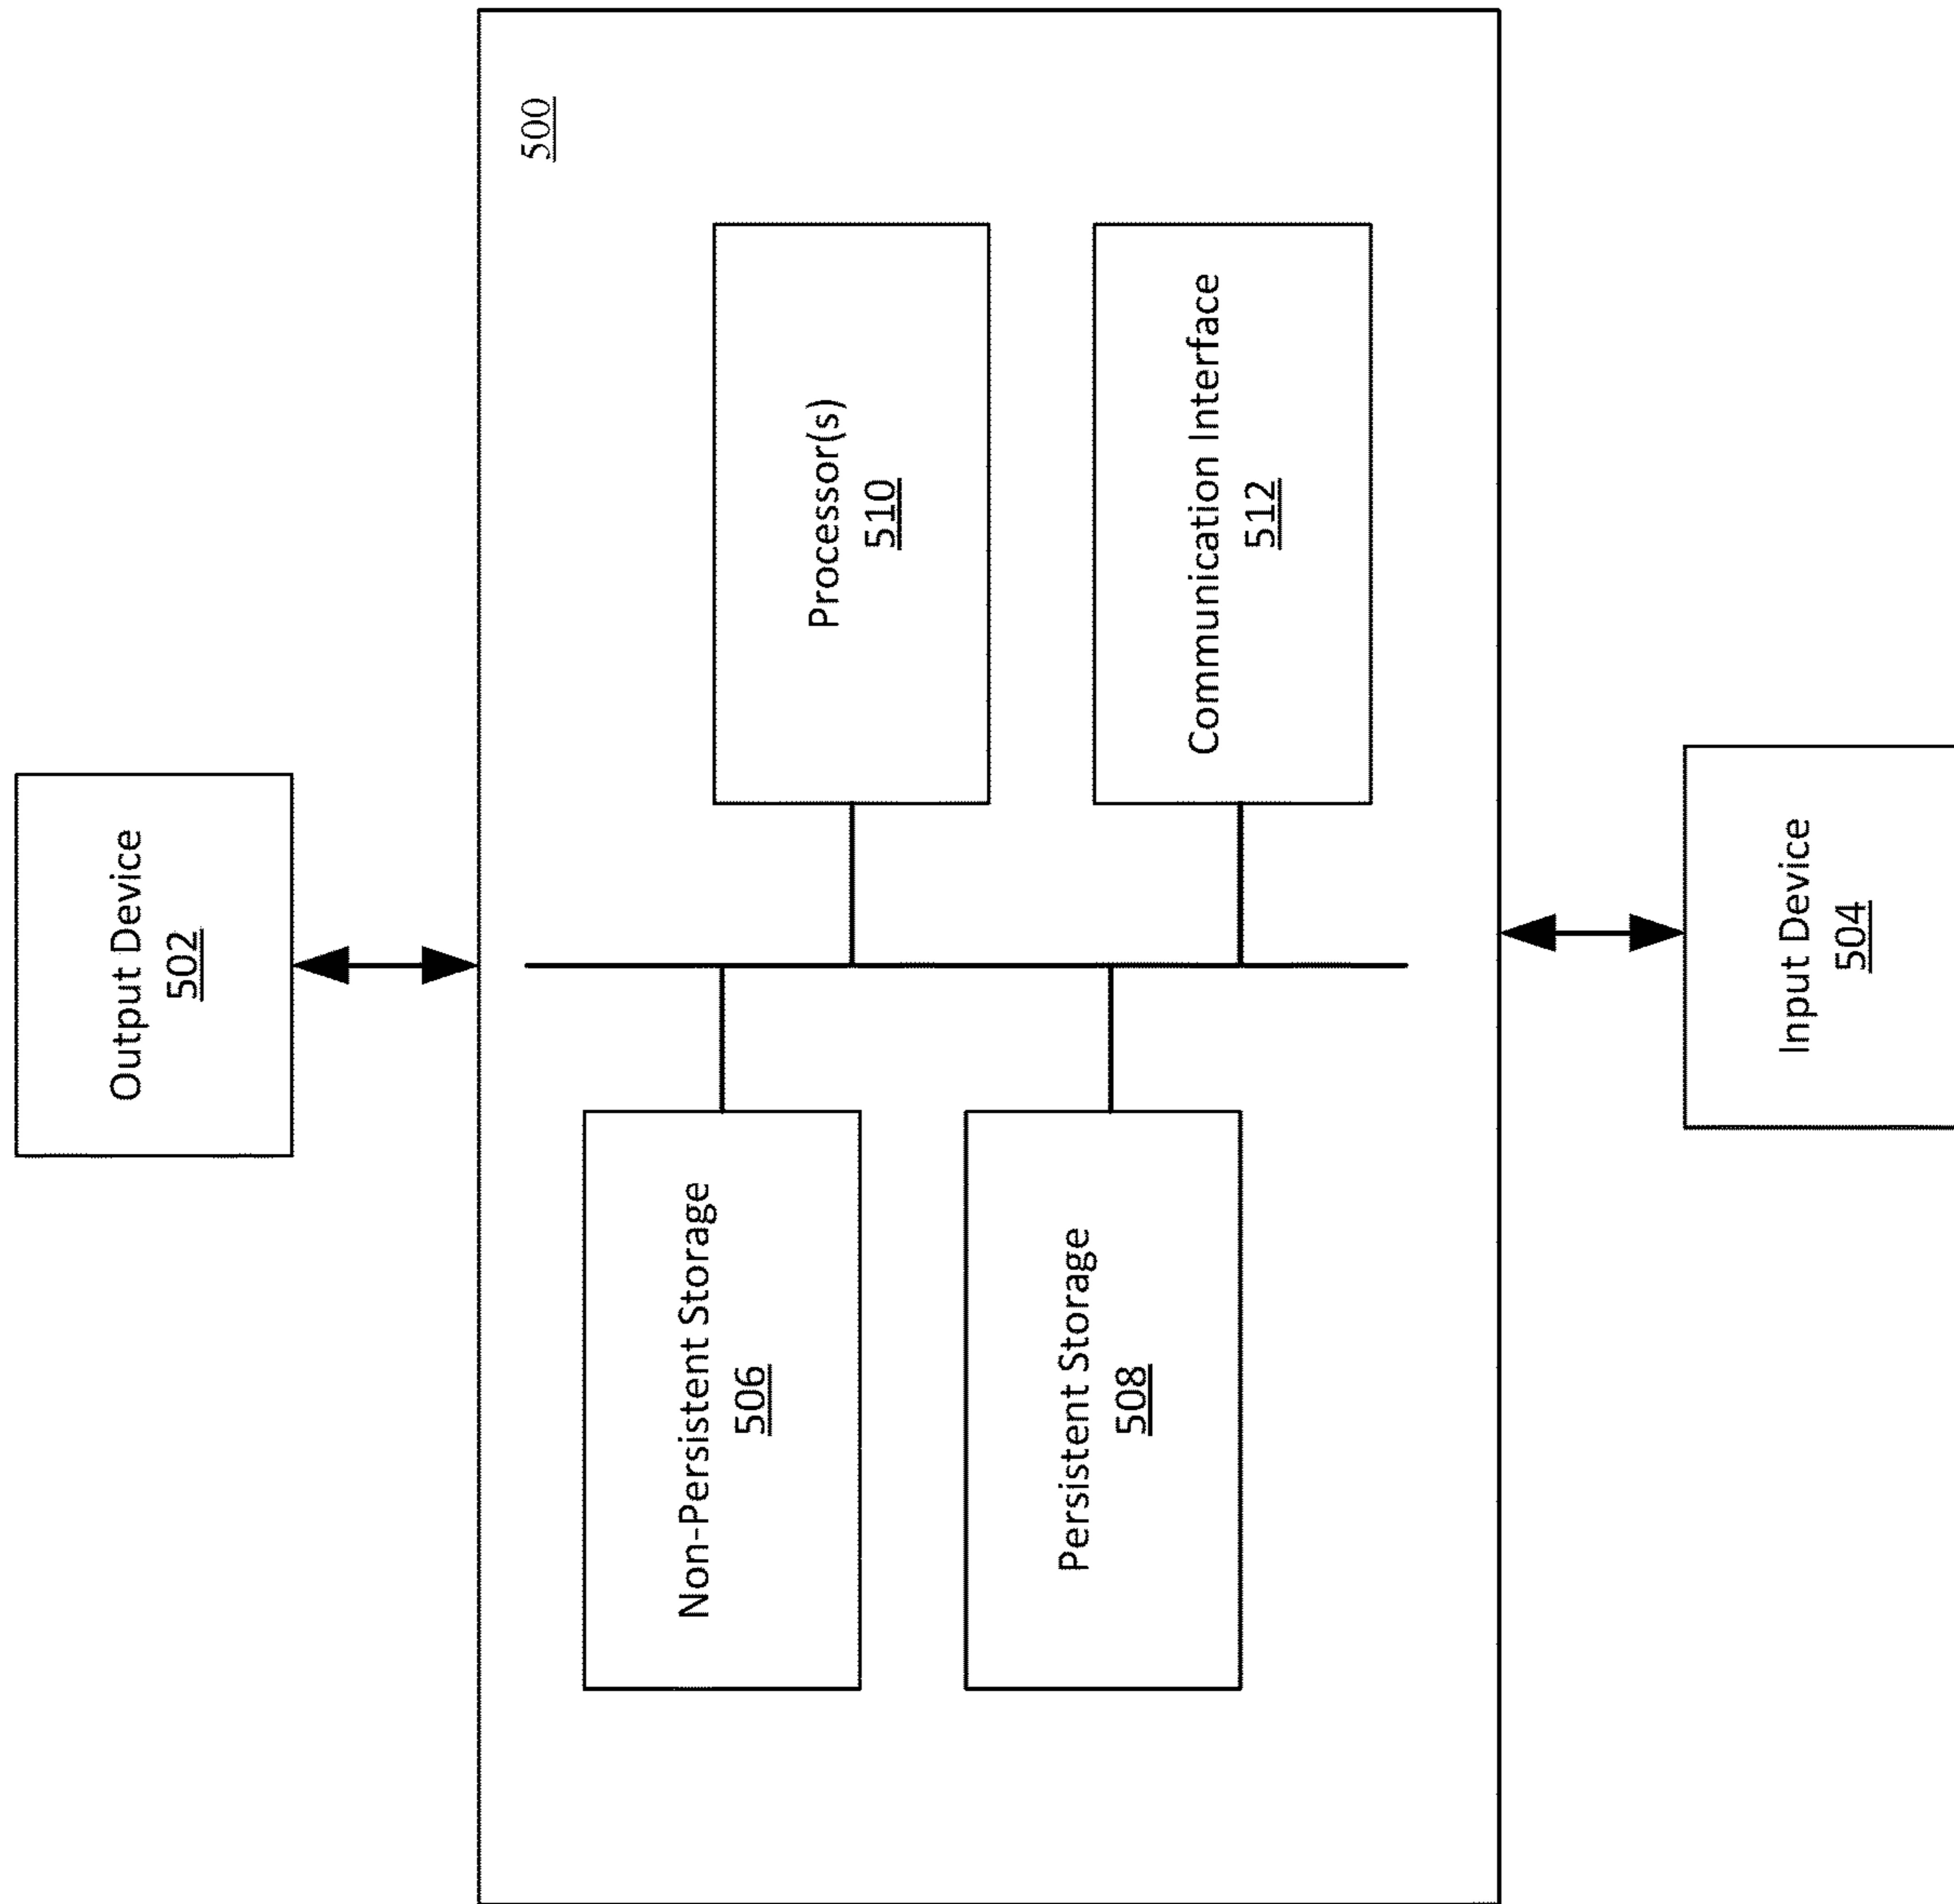 500
Output Device
502
Non-Persistent Storage
506
Processor(s)
510
Persistent Storage
508
Communication Interface
512
Input Device
504